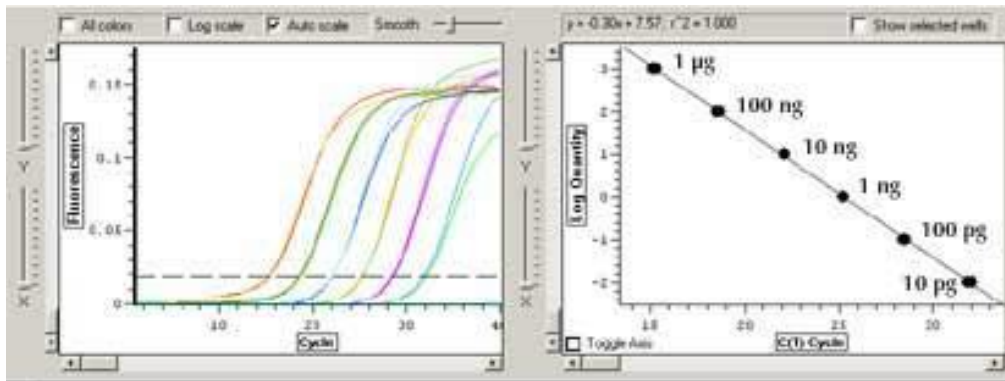 All colors Log scale Auto scale Smooth
y = -0.30x + 7.57; r^2 = 1.000 Show selected wells
Y
X
Fluorescence
0.15
0.1
0.05
0
10
20
30
40
Cycle
Y
X
Log Quantity
3
2
1
0
-1
-2
1 µg
100 ng
10 ng
1 ng
100 pg
10 pg
15
20
25
30
Toggle Axis
C(T) Cycle